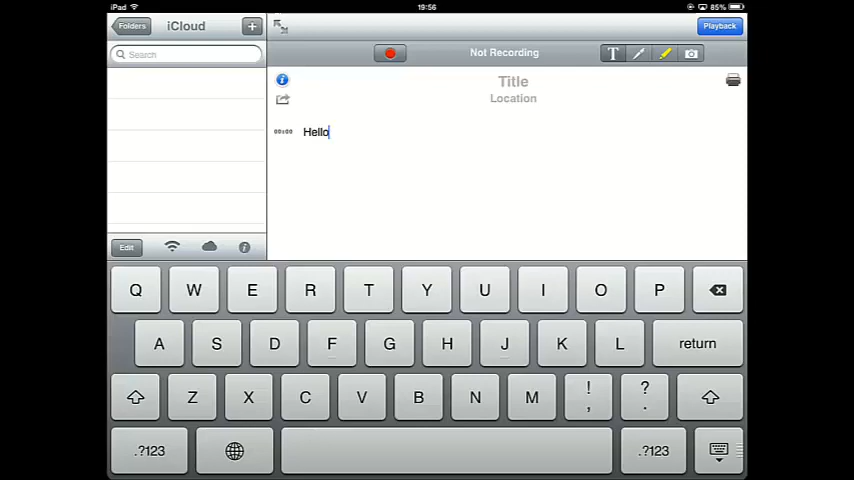 iPad 19:56 85%
Folders iCloud + Playback
Search Not Recording T
Title
Location
00:00 Hello
Edit
Q W E R T Y U I O P
A S D F G H J K L return
Z X C V B N M ! , ? .
.?123 .?123